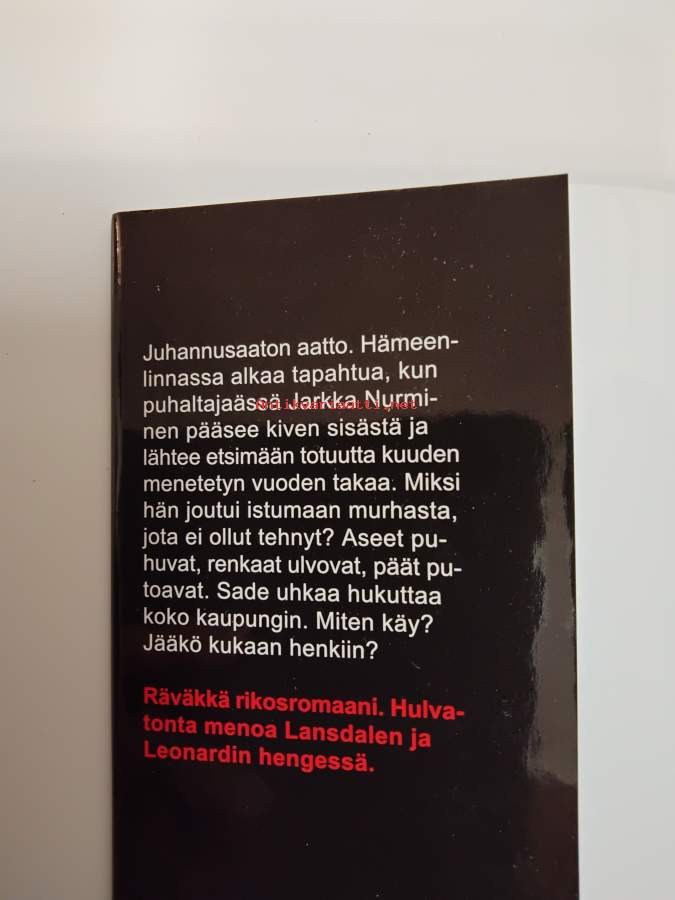 Juhannusaaton aatto. Hämeen-
linnassa alkaa tapahtua, kun
puhaltajaässä Jarkka Nurmi-
Antikvariantti.net
nen pääsee kiven sisästä ja
lähtee etsimään totuutta kuuden
menetetyn vuoden takaa. Miksi
hän joutui istumaan murhasta,
jota ei ollut tehnyt? Aseet pu-
huvat, renkaat ulvovat, päät pu-
toavat. Sade uhkaa hukuttaa
koko kaupungin. Miten käy?
Jääkö kukaan henkiin?
Räväkkä rikosromaani. Hulva-
tonta menoa Lansdalen ja
Leonardin hengessä.